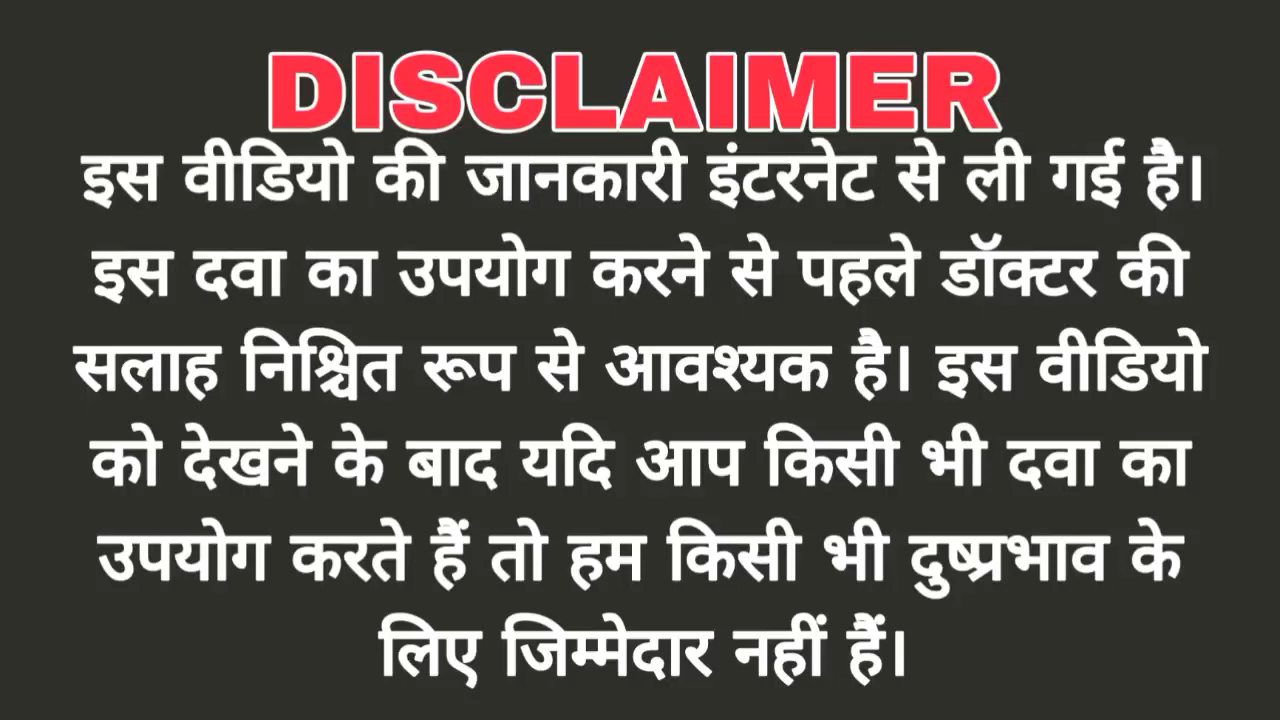 DISCLAIMER
इस वीडियो की जानकारी इंटरनेट से ली गई है।
इस दवा का उपयोग करने से पहले डॉक्टर की
सलाह निश्चित रूप से आवश्यक है। इस वीडियो
को देखने के बाद यदि आप किसी भी दवा का
उपयोग करते हैं तो हम किसी भी दुष्प्रभाव के
लिए जिम्मेदार नहीं हैं।